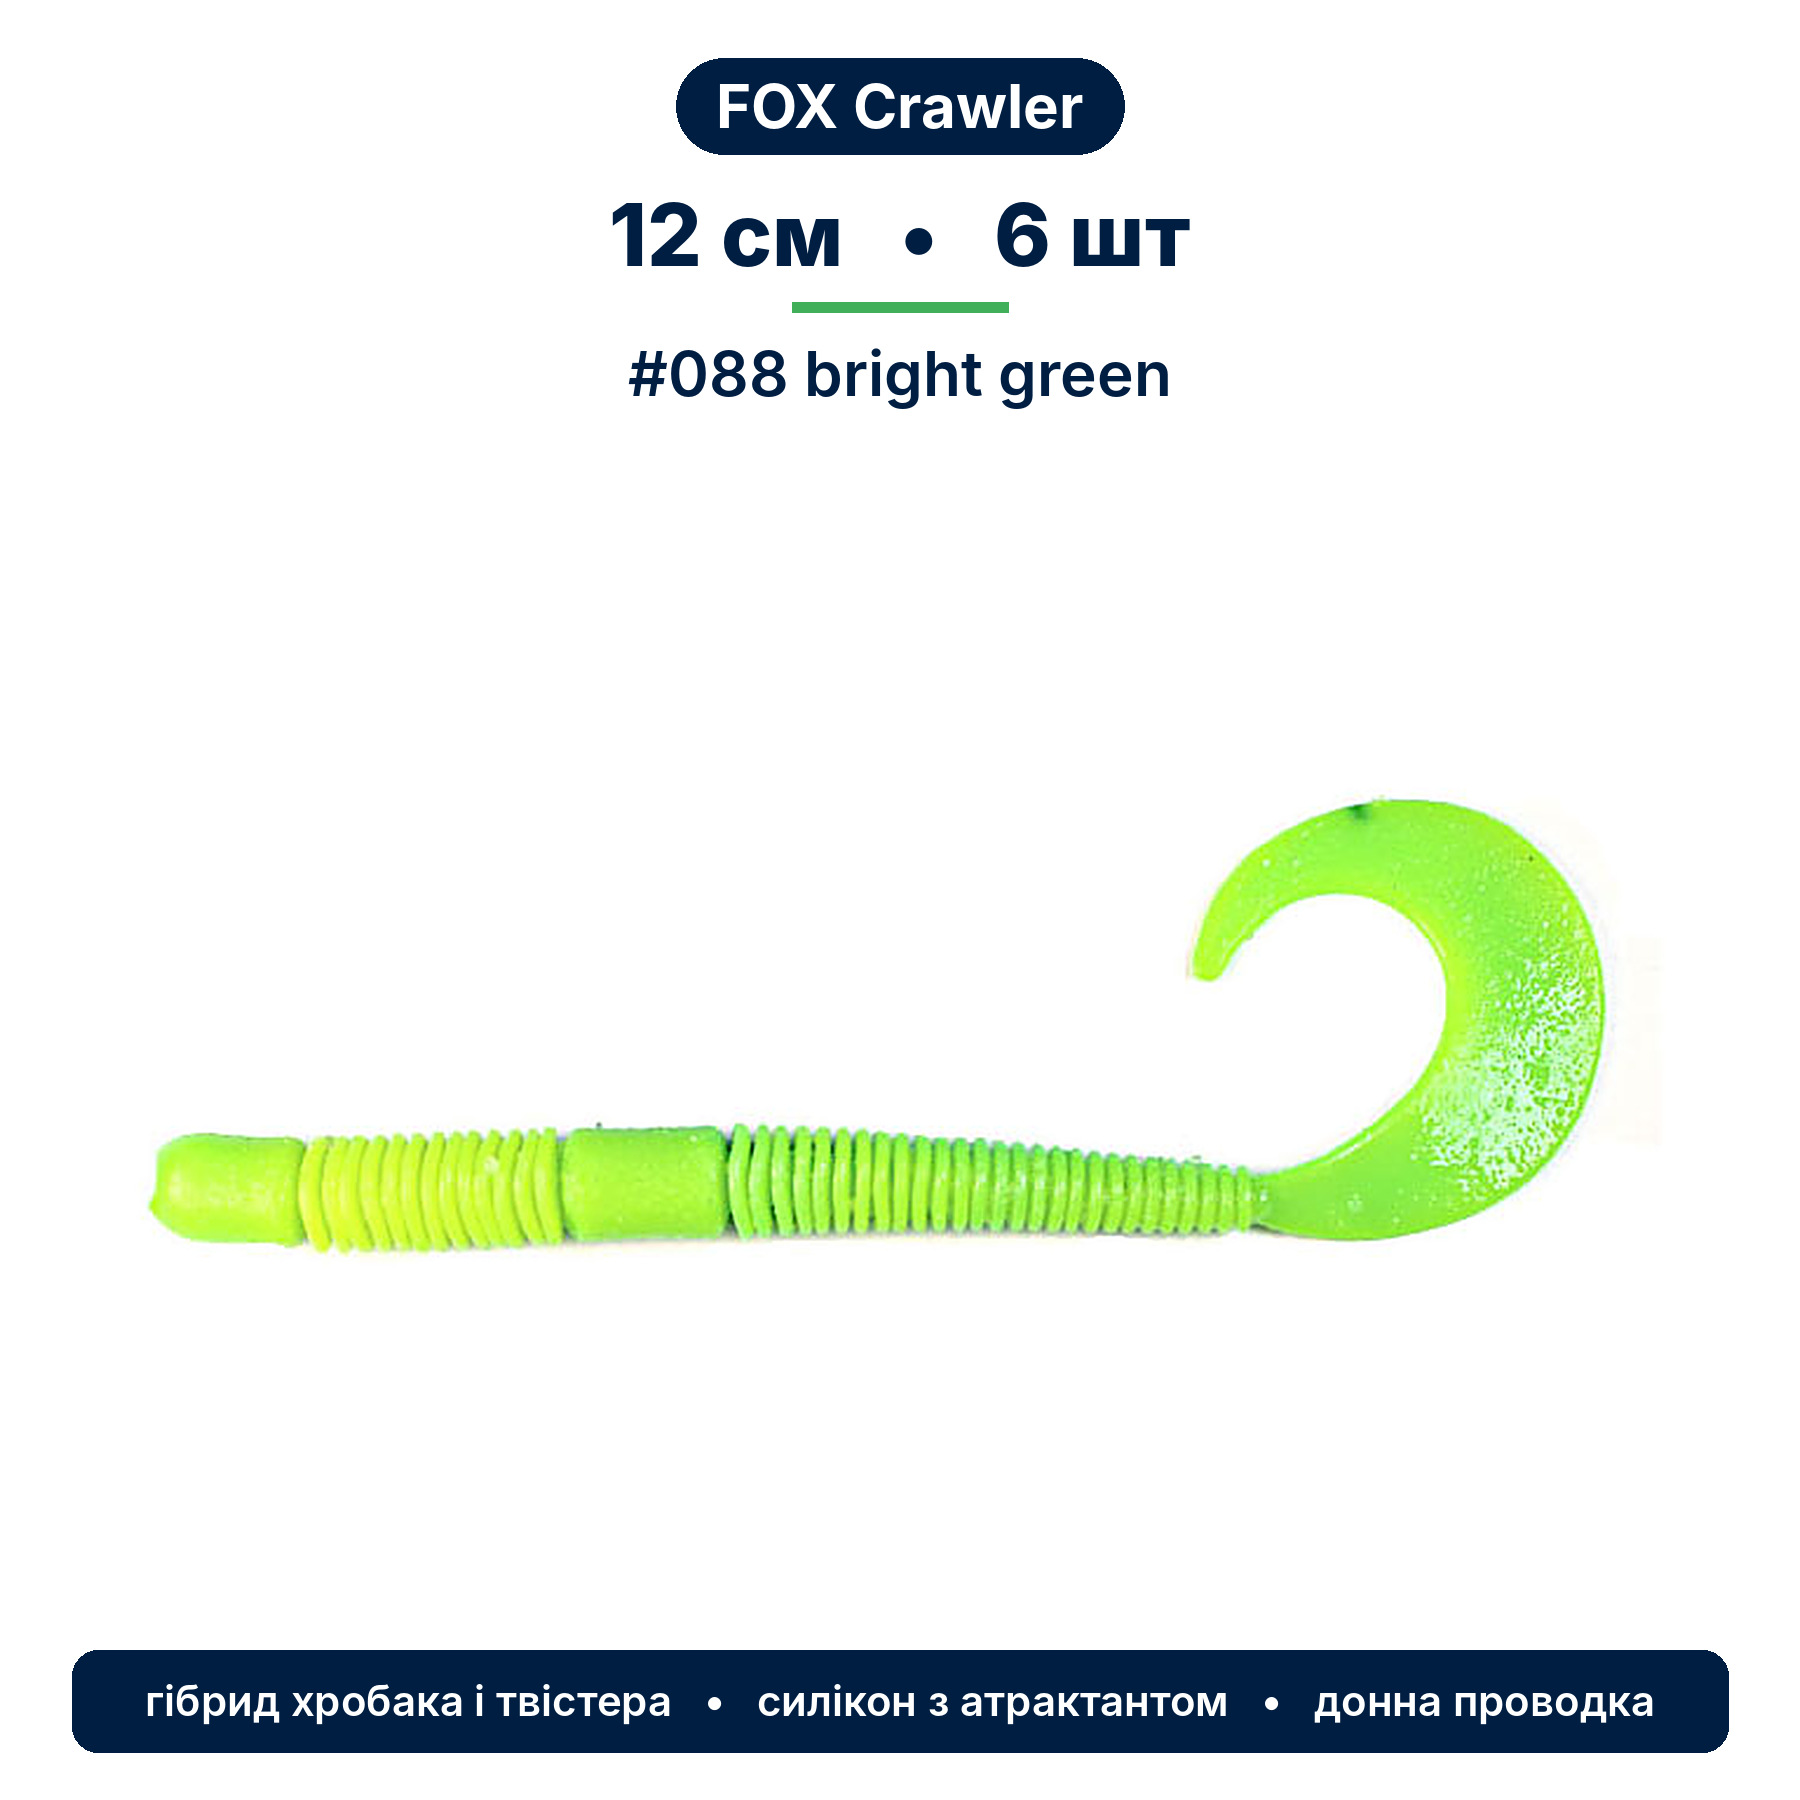 FOX Crawler
12 см • 6 шт
#088 bright green
гібрид хробака і твістера • силікон з атрактантом • донна проводка